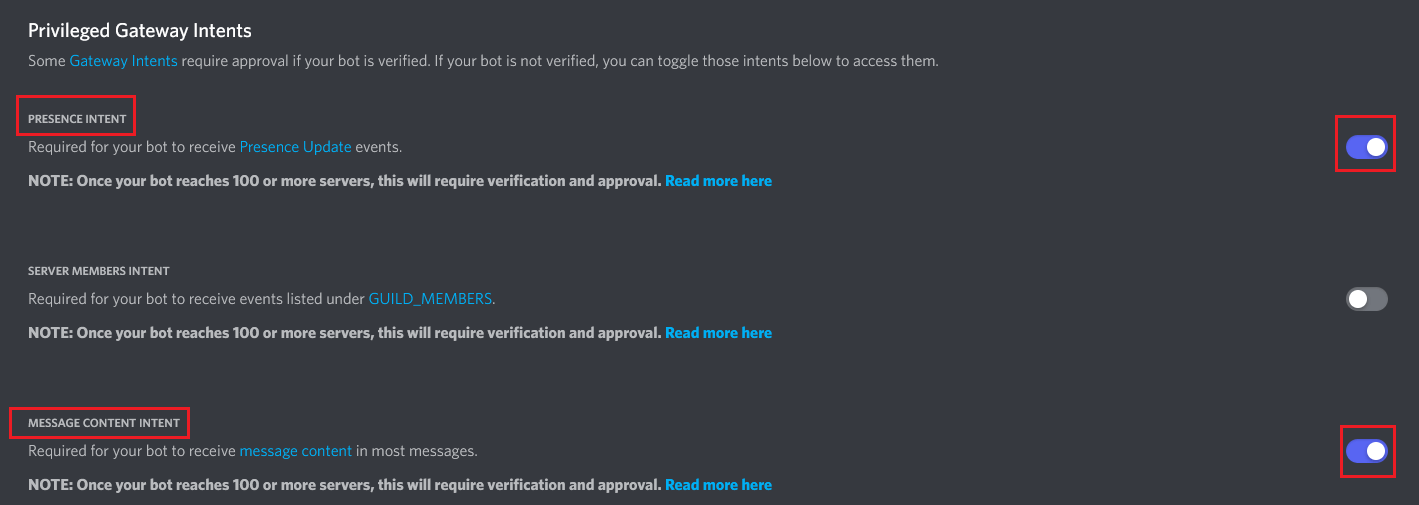 Privileged Gateway Intents
Some Gateway Intents require approval if your bot is verified. If your bot is not verified, you can toggle those intents below to access them.
PRESENCE INTENT
Required for your bot to receive Presence Update events.
NOTE: Once your bot reaches 100 or more servers, this will require verification and approval. Read more here
SERVER MEMBERS INTENT
Required for your bot to receive events listed under GUILD_MEMBERS.
NOTE: Once your bot reaches 100 or more servers, this will require verification and approval. Read more here
MESSAGE CONTENT INTENT
Required for your bot to receive message content in most messages.
NOTE: Once your bot reaches 100 or more servers, this will require verification and approval. Read more here